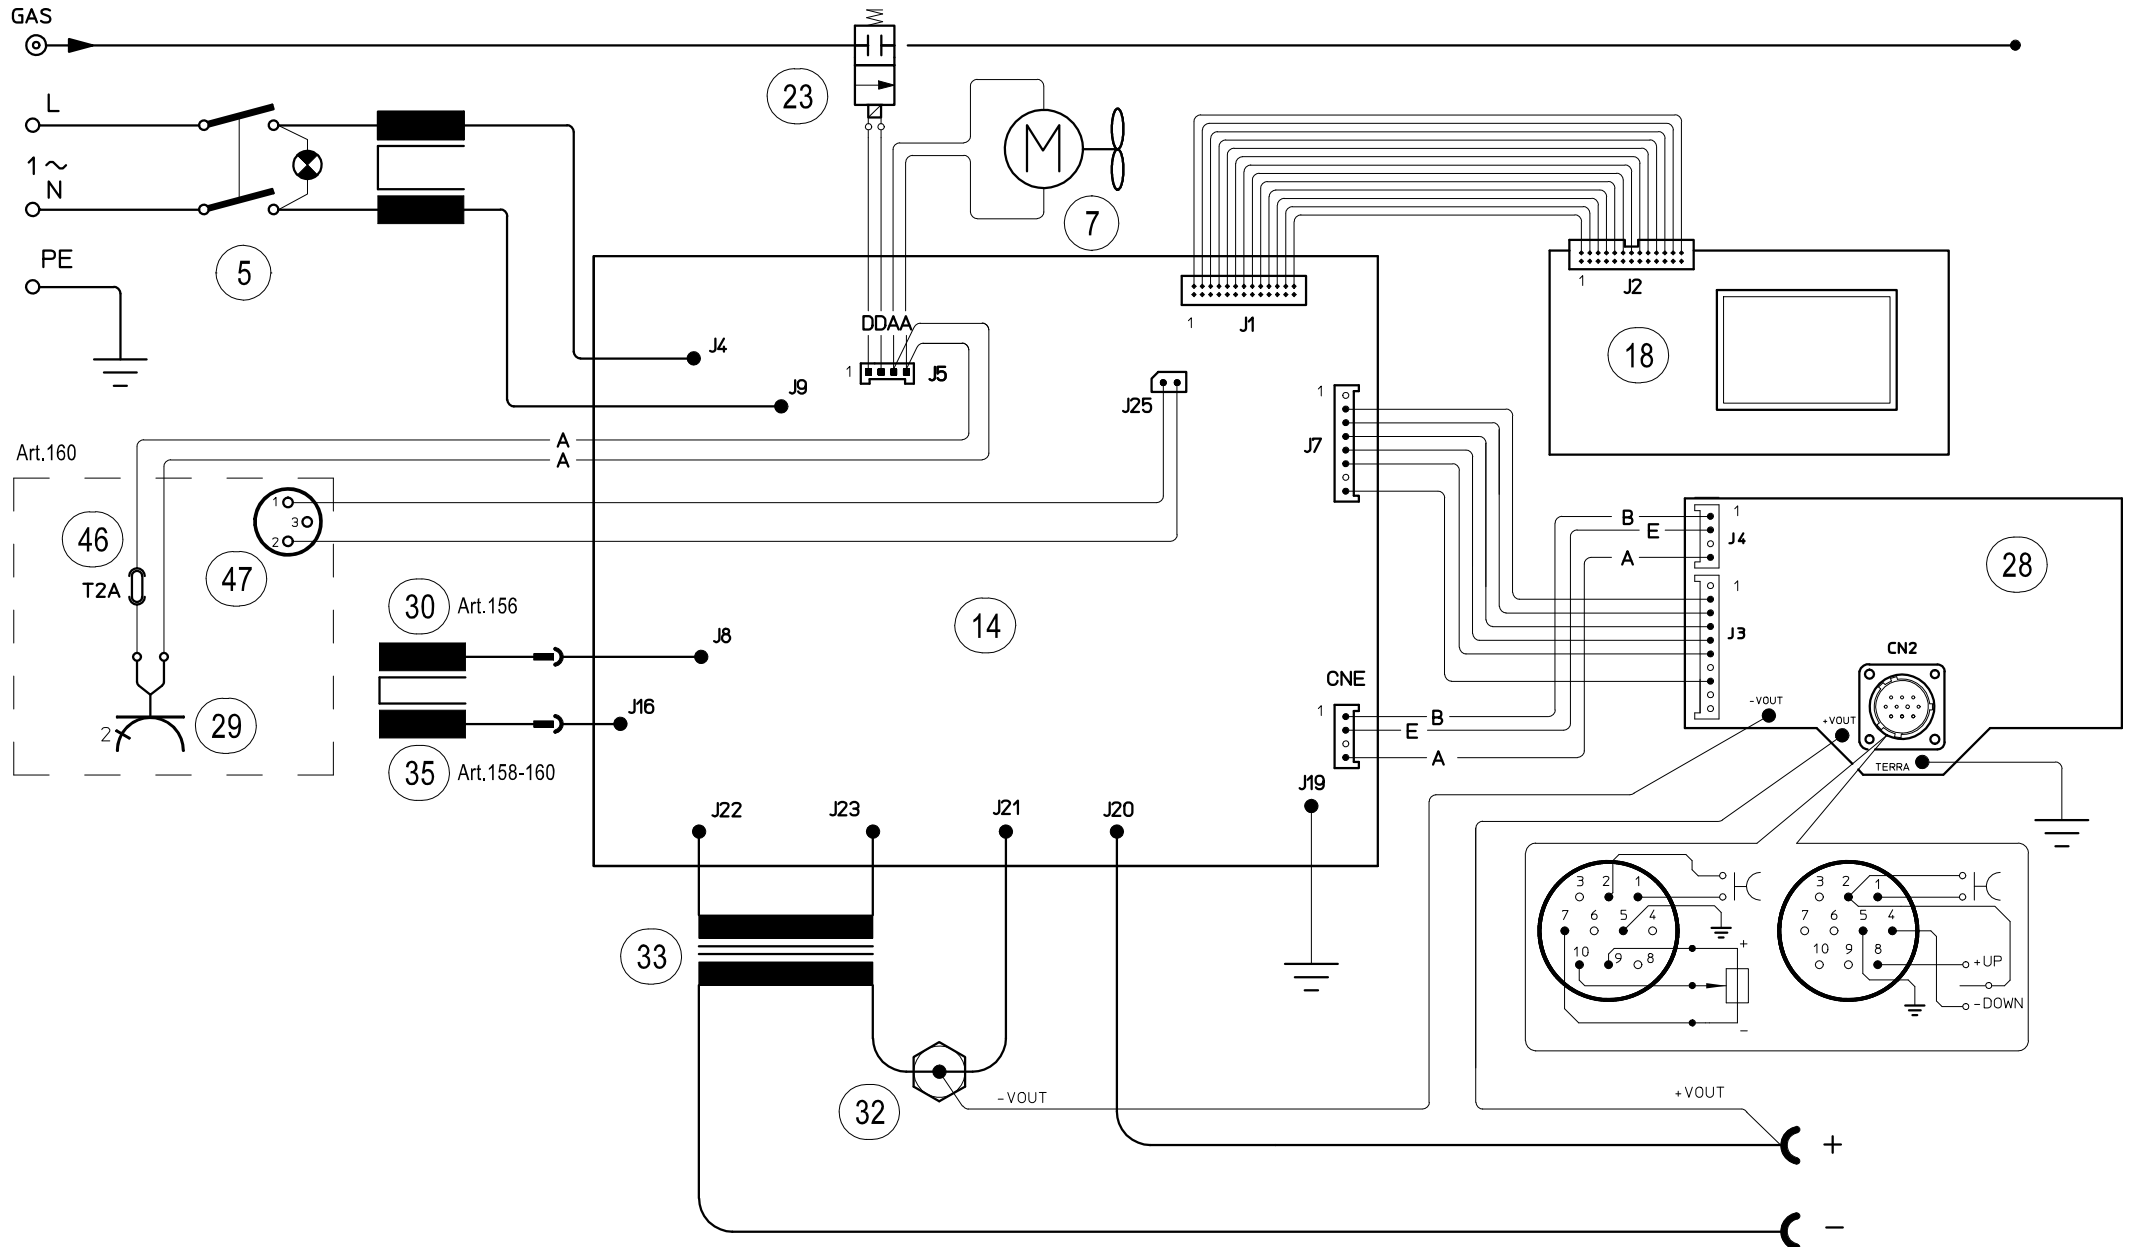 GAS
L
1 ~
N
PE
5
23
M
7
1
J1
1
J2
18
DDAA
1
J5
J4
J9
J25
1
J7
A
A
Art.160
46
T2A
1
3
2
47
2
29
30 Art.156
35 Art.158-160
J8
J16
14
CNE
1
B
E
A
J19
B
E
A
1
J4
1
J3
28
CN2
-VOUT
+VOUT
TERRA
J22
J23
J21
J20
33
32
-VOUT
+VOUT
3 2 1
7 6 5 4
10 9 8
+
-
3 2 1
7 6 5 4
10 9 8
+UP
-DOWN
+
-